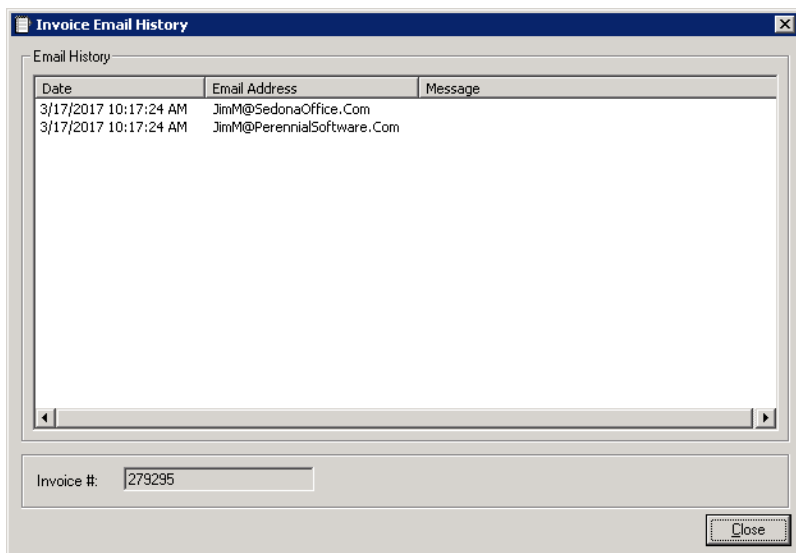 Invoice Email History
Email History
Date Email Address Message
3/17/2017 10:17:24 AM JimM@SedonaOffice.Com
3/17/2017 10:17:24 AM JimM@PerennialSoftware.Com
Invoice #: 279295
Close